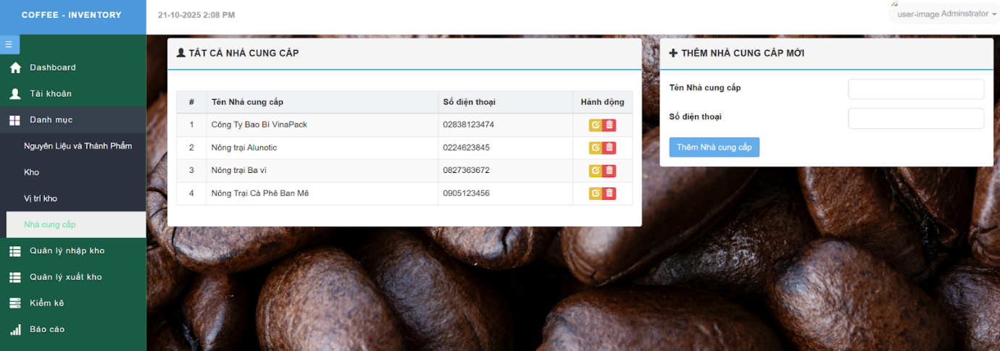 COFFEE - INVENTORY
21-10-2025 2:08 PM
user-image Adminstrator
Dashboard
Tài khoản
Danh mục
Nguyên Liệu và Thành Phẩm
Kho
Vị trí kho
Nhà cung cấp
Quản lý nhập kho
Quản lý xuất kho
Kiểm kê
Báo cáo
TẤT CẢ NHÀ CUNG CẤP
# Tên Nhà cung cấp Số điện thoại Hành động
1 Công Ty Bao Bì VinaPack 02838123474
2 Nông trại Alunotic 0224623845
3 Nông trại Ba vì 0827363672
4 Nông Trại Cà Phê Ban Mê 0905123456
THÊM NHÀ CUNG CẤP MỚI
Tên Nhà cung cấp
Số điện thoại
Thêm Nhà cung cấp